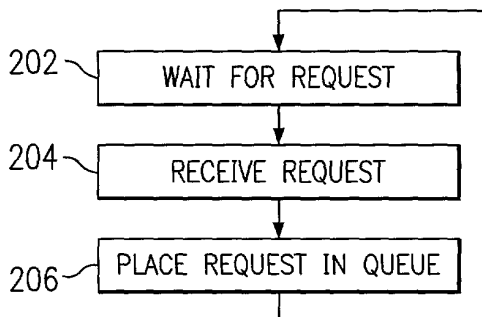 202
WAIT FOR REQUEST
204
RECEIVE REQUEST
206
PLACE REQUEST IN QUEUE